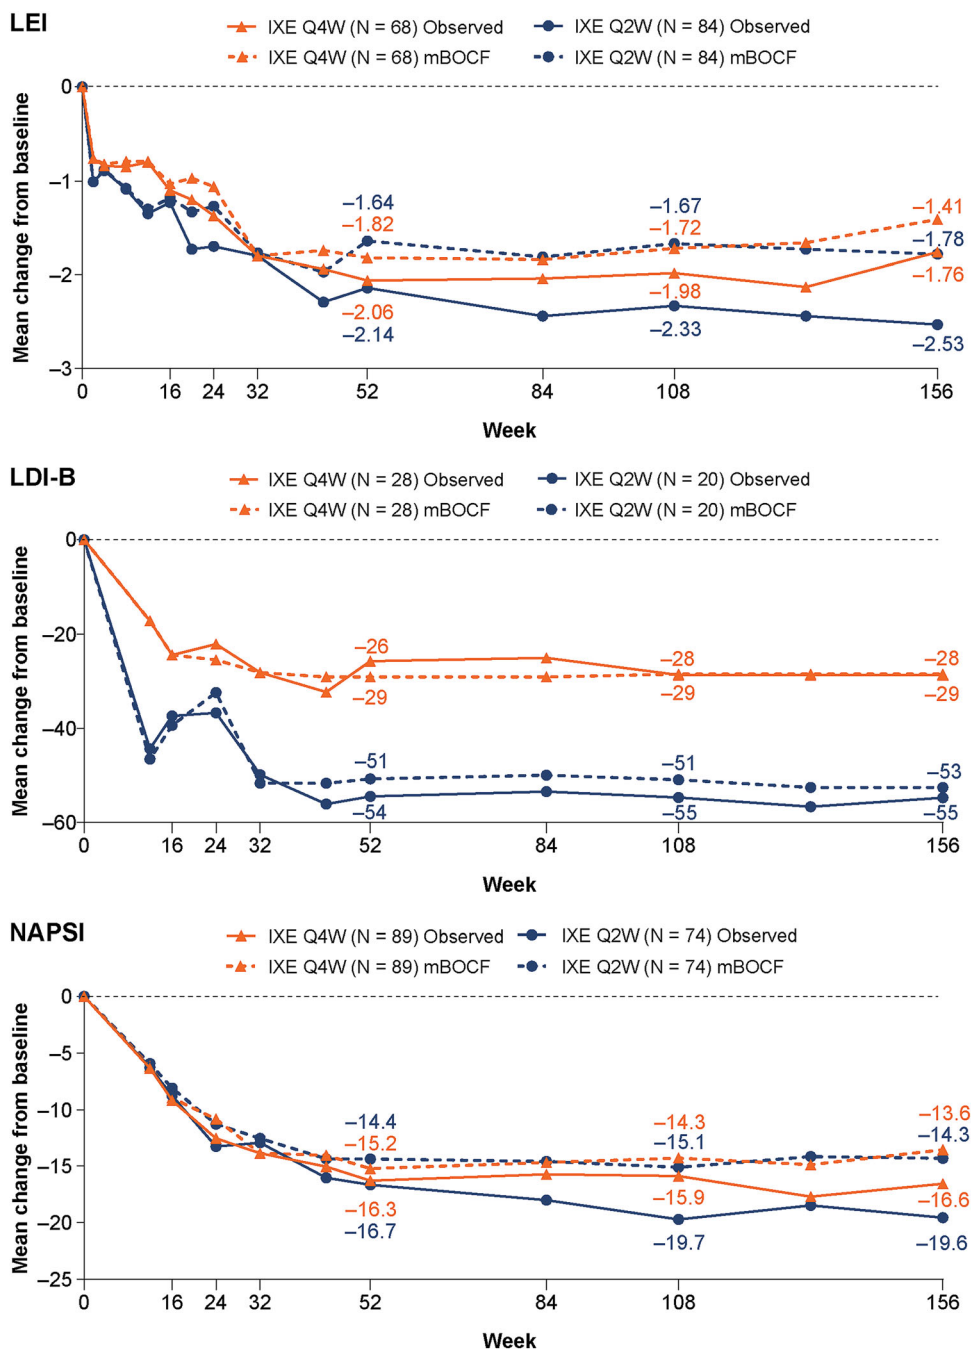 LEI
IXE Q4W (N = 68) Observed
IXE Q2W (N = 84) Observed
IXE Q4W (N = 68) mBOCF
IXE Q2W (N = 84) mBOCF
Mean change from baseline
0
–1
–2
–3
–1.64
–1.82
–2.06
–2.14
–1.67
–1.72
–1.98
–2.33
–1.41
–1.78
–1.76
–2.53
0 16 24 32 52 84 108 156
Week
LDI-B
IXE Q4W (N = 28) Observed
IXE Q2W (N = 20) Observed
IXE Q4W (N = 28) mBOCF
IXE Q2W (N = 20) mBOCF
Mean change from baseline
0
–20
–40
–60
–26
–29
–51
–54
–28
–29
–51
–55
–28
–29
–53
–55
0 16 24 32 52 84 108 156
Week
NAPSI
IXE Q4W (N = 89) Observed
IXE Q2W (N = 74) Observed
IXE Q4W (N = 89) mBOCF
IXE Q2W (N = 74) mBOCF
Mean change from baseline
0
–5
–10
–15
–20
–25
–14.4
–15.2
–16.3
–16.7
–14.3
–15.1
–15.9
–19.7
–13.6
–14.3
–16.6
–19.6
0 16 24 32 52 84 108 156
Week